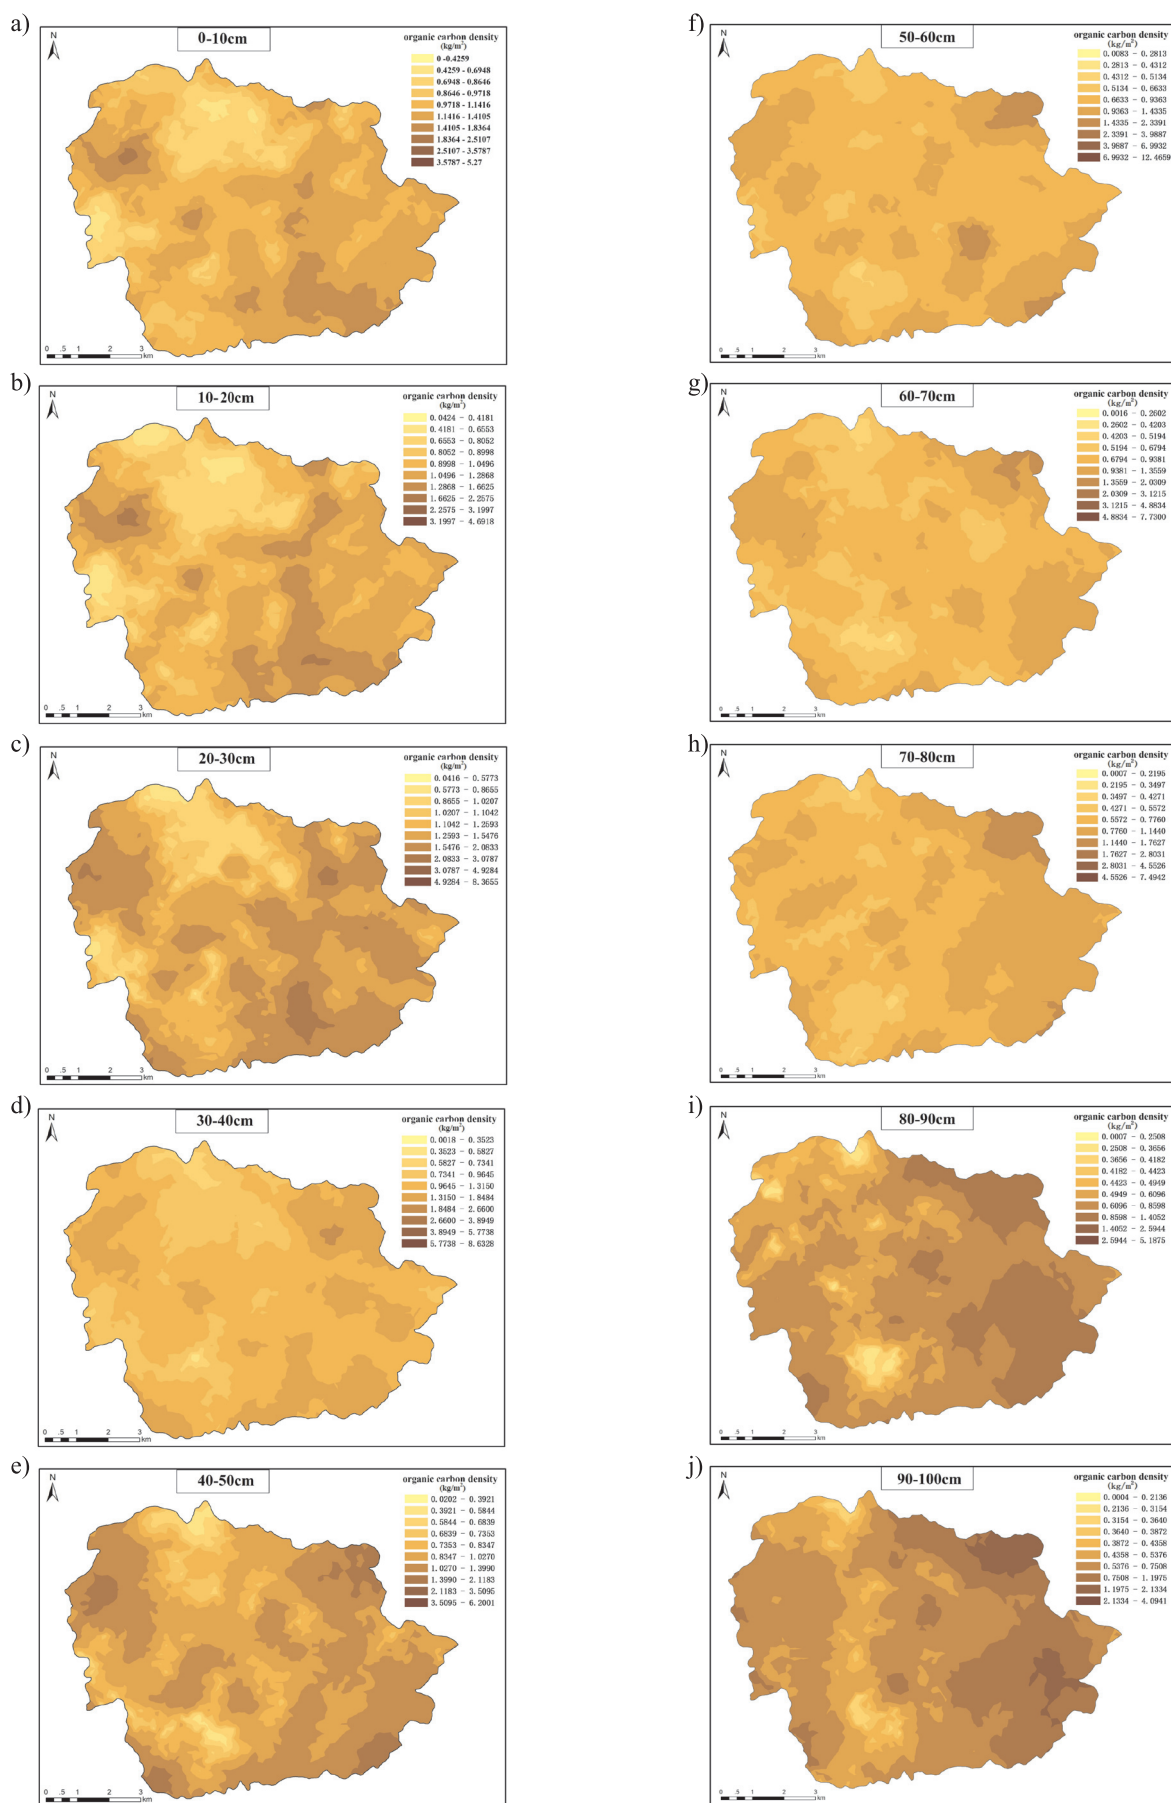 a)
N
0-10cm
organic carbon density
(kg/m²)
0 -0.4259
0.4259 - 0.6948
0.6948 - 0.8646
0.8646 - 0.9718
0.9718 - 1.1416
1.1416 - 1.4105
1.4105 - 1.8364
1.8364 - 2.5107
2.5107 - 3.5787
3.5787 - 5.27
0 .5 1 2 3
km
b)
N
10-20cm
organic carbon density
(kg/m²)
0.0424 - 0.4181
0.4181 - 0.6553
0.6553 - 0.8052
0.8052 - 0.8998
0.8998 - 1.0496
1.0496 - 1.2868
1.2868 - 1.6625
1.6625 - 2.2575
2.2575 - 3.1997
3.1997 - 4.6918
0 .5 1 2 3
km
c)
N
20-30cm
organic carbon density
(kg/m²)
0.0416 - 0.5773
0.5773 - 0.8655
0.8655 - 1.0207
1.0207 - 1.1042
1.1042 - 1.2593
1.2593 - 1.5476
1.5476 - 2.0833
2.0833 - 3.0787
3.0787 - 4.9284
4.9284 - 8.3655
0 .5 1 2 3
km
d)
N
30-40cm
organic carbon density
(kg/m²)
0.0018 - 0.3523
0.3523 - 0.5827
0.5827 - 0.7341
0.7341 - 0.9645
0.9645 - 1.3150
1.3150 - 1.8484
1.8484 - 2.6600
2.6600 - 3.8949
3.8949 - 5.7738
5.7738 - 8.6328
0 .5 1 2 3
km
e)
N
40-50cm
organic carbon density
(kg/m²)
0.0202 - 0.3921
0.3921 - 0.5844
0.5844 - 0.6839
0.6839 - 0.7353
0.7353 - 0.8347
0.8347 - 1.0270
1.0270 - 1.3990
1.3990 - 2.1183
2.1183 - 3.5095
3.5095 - 6.2001
0 .5 1 2 3
km
f)
N
50-60cm
organic carbon density
(kg/m²)
0.0083 - 0.2813
0.2813 - 0.4312
0.4312 - 0.5134
0.5134 - 0.6633
0.6633 - 0.9363
0.9363 - 1.4335
1.4335 - 2.3391
2.3391 - 3.9887
3.9887 - 6.9932
6.9932 - 12.4659
0 .5 1 2 3
km
g)
N
60-70cm
organic carbon density
(kg/m²)
0.0016 - 0.2602
0.2602 - 0.4203
0.4203 - 0.5194
0.5194 - 0.6794
0.6794 - 0.9381
0.9381 - 1.3559
1.3559 - 2.0309
2.0309 - 3.1215
3.1215 - 4.8834
4.8834 - 7.7300
0 .5 1 2 3
km
h)
N
70-80cm
organic carbon density
(kg/m²)
0.0007 - 0.2195
0.2195 - 0.3497
0.3497 - 0.4271
0.4271 - 0.5572
0.5572 - 0.7760
0.7760 - 1.1440
1.1440 - 1.7627
1.7627 - 2.8031
2.8031 - 4.5526
4.5526 - 7.4942
0 .5 1 2 3
km
i)
N
80-90cm
organic carbon density
(kg/m²)
0.0007 - 0.2508
0.2508 - 0.3656
0.3656 - 0.4182
0.4182 - 0.4423
0.4423 - 0.4949
0.4949 - 0.6096
0.6096 - 0.8598
0.8598 - 1.4052
1.4052 - 2.5944
2.5944 - 5.1875
0 .5 1 2 3
km
j)
N
90-100cm
organic carbon density
(kg/m²)
0.0004 - 0.2136
0.2136 - 0.3154
0.3154 - 0.3640
0.3640 - 0.3872
0.3872 - 0.4358
0.4358 - 0.5376
0.5376 - 0.7508
0.7508 - 1.1975
1.1975 - 2.1334
2.1334 - 4.0941
0 .5 1 2 3
km